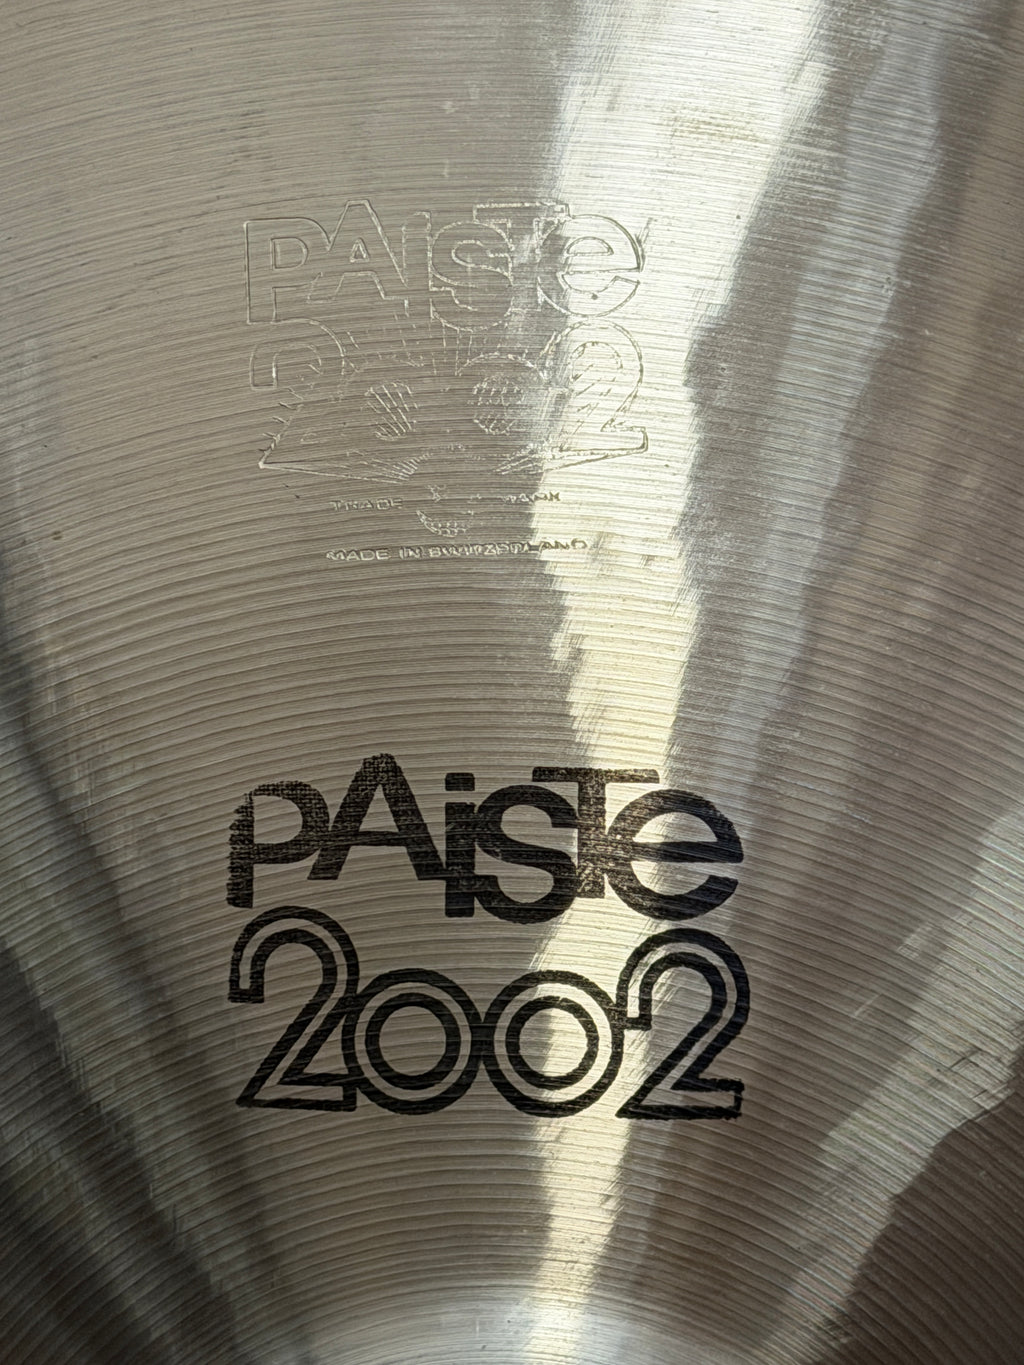 PAiSTe
2002
TRADE MARK
MADE IN SWITZERLAND
PAiSTe
2002